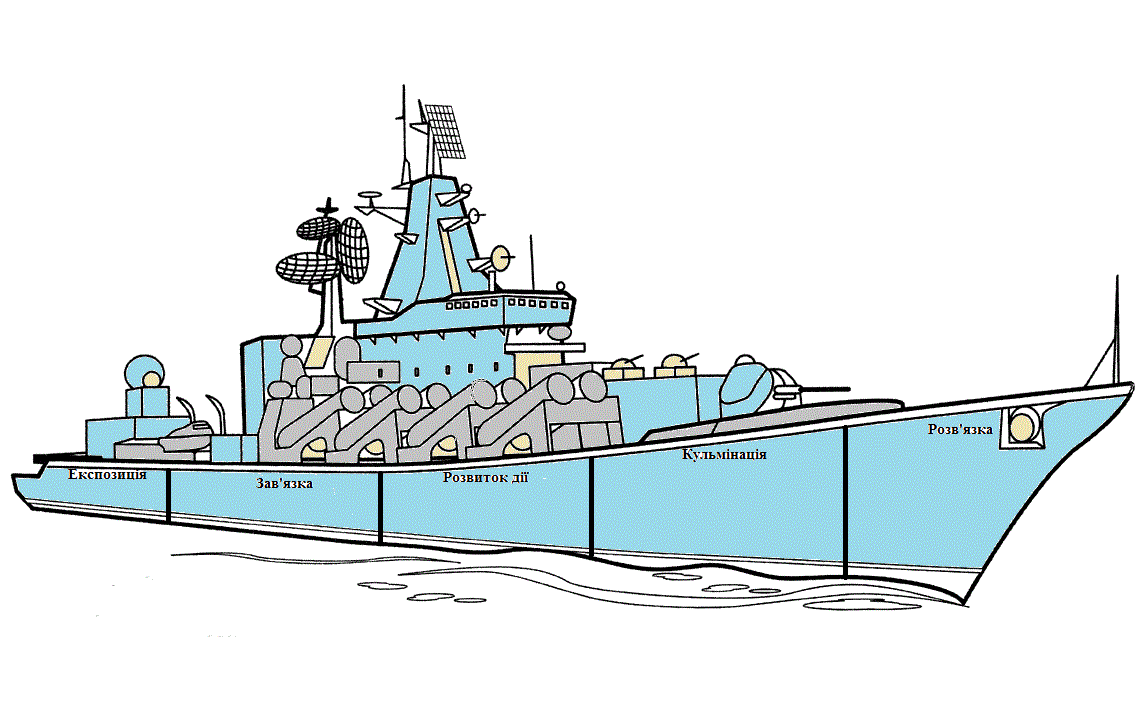 Експозиція
Зав'язка
Розвиток дії
Кульмінація
Розв'язка